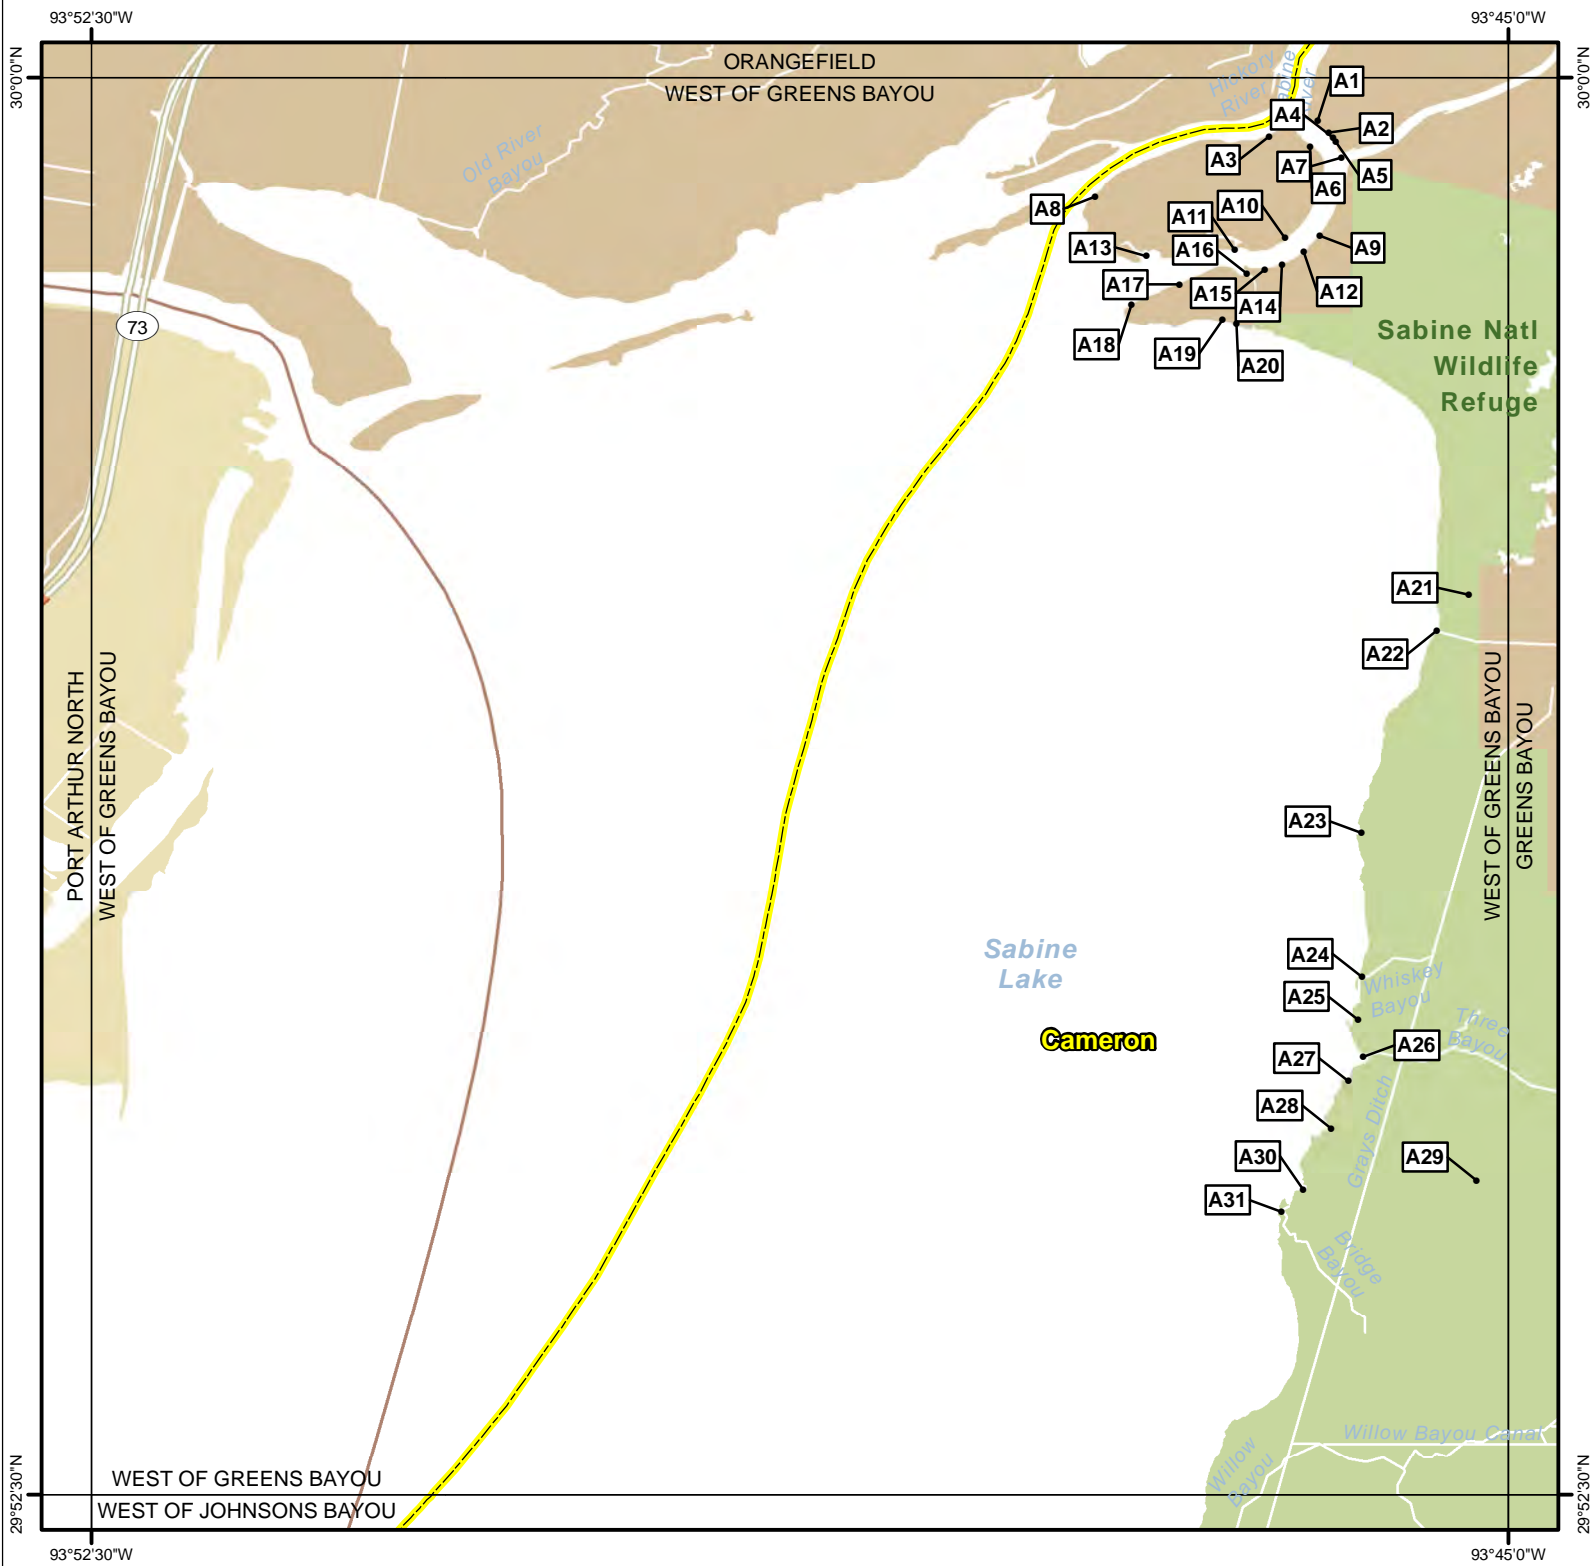 93°52'30"W
93°45'0"W
30°0'0"N
30°0'0"N
ORANGEFIELD
WEST OF GREENS BAYOU
Hickory
River
Sabine
River
A1
A4
A2
A3
A7
A5
A6
Old River
Bayou
A8
A11
A10
A13
A16
A9
A17
A15
A14
A12
73
A18
A19
A20
Sabine Natl
Wildlife
Refuge
A21
A22
PORT ARTHUR NORTH
WEST OF GREENS BAYOU
WEST OF GREENS BAYOU
GREENS BAYOU
A23
Sabine
Lake
A24
Whiskey
Bayou
A25
Three
Bayou
Cameron
A26
A27
A28
Grays Ditch
A30
A29
A31
Bridge
Bayou
Willow Bayou Canal
Willow
Bayou
WEST OF GREENS BAYOU
WEST OF JOHNSONS BAYOU
29°52'30"N
29°52'30"N
93°52'30"W
93°45'0"W